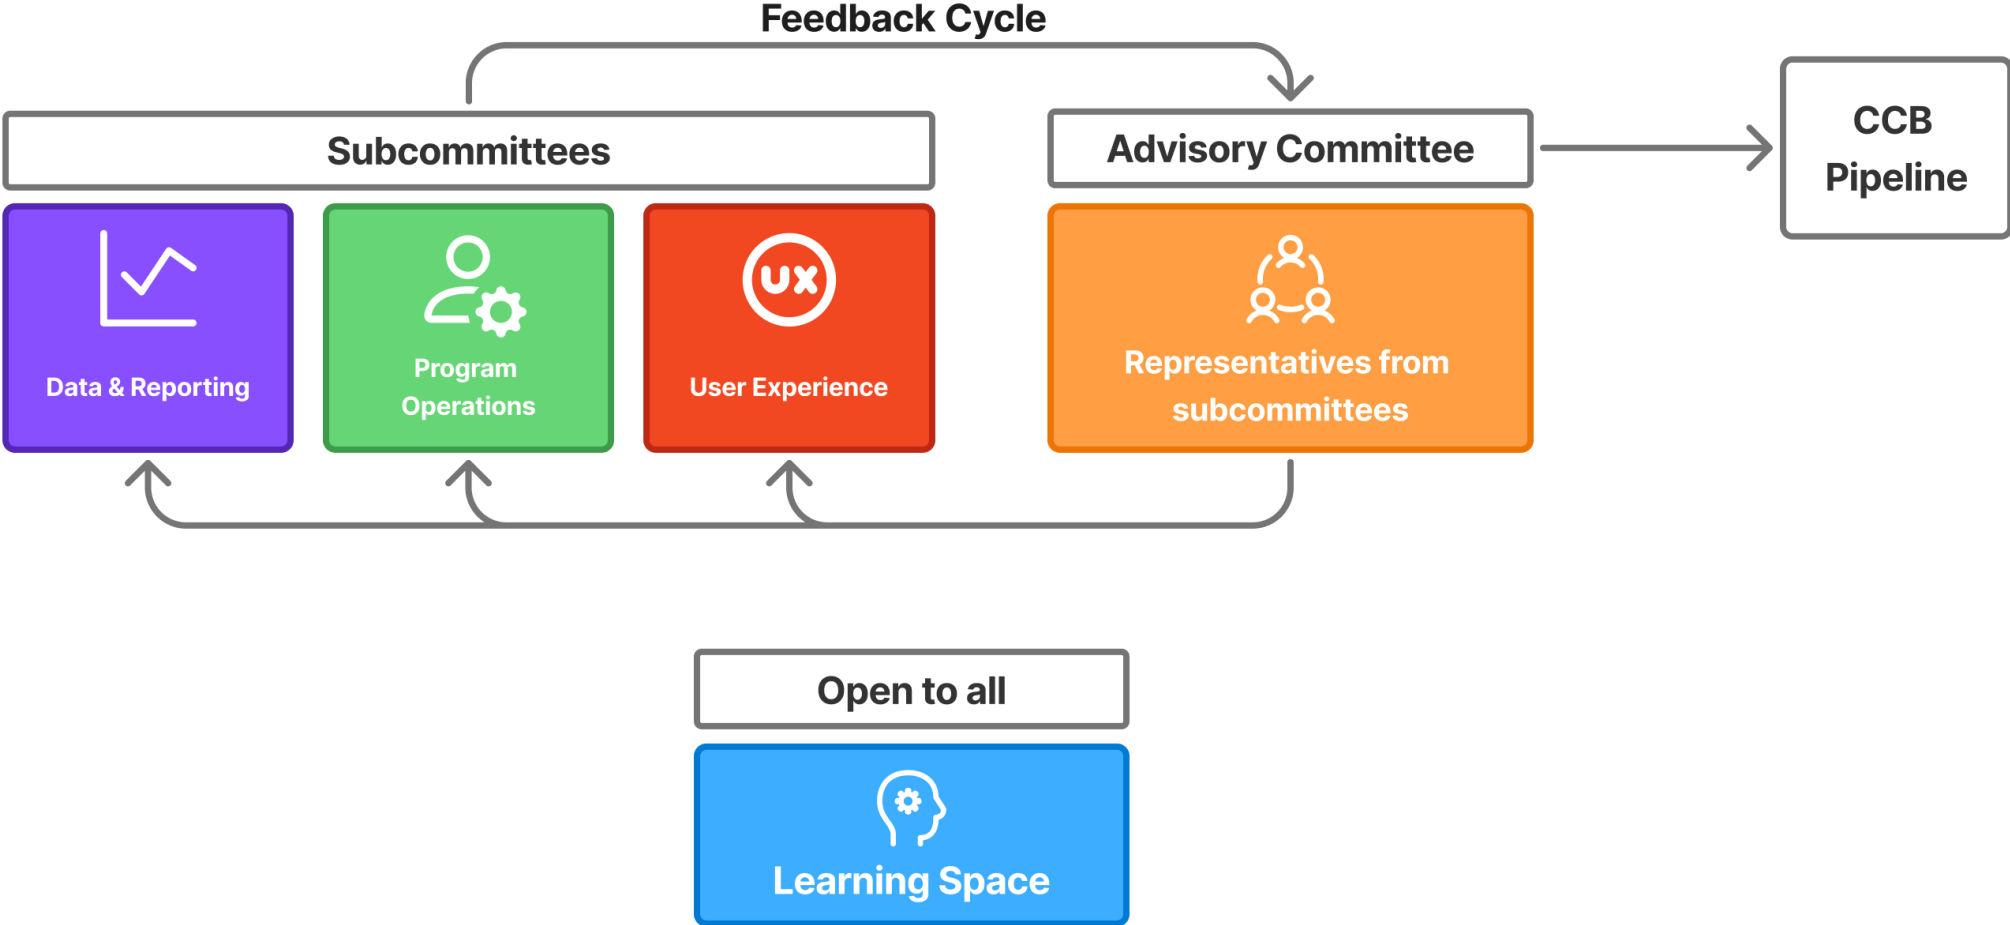 Feedback Cycle
Subcommittees
Advisory Committee
CCB
Pipeline
Data & Reporting
Program
Operations
UX
User Experience
Representatives from
subcommittees
Open to all
Learning Space